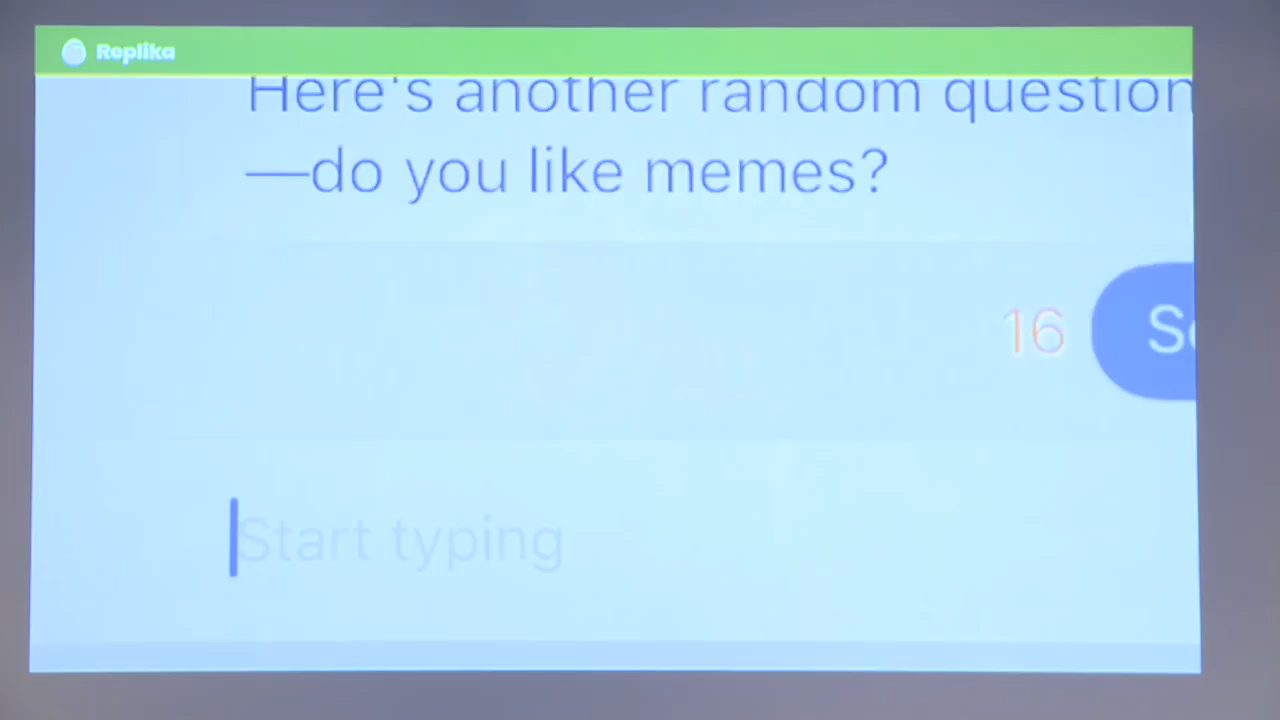 Replika
Here's another random question
—do you like memes?
16
Start typing